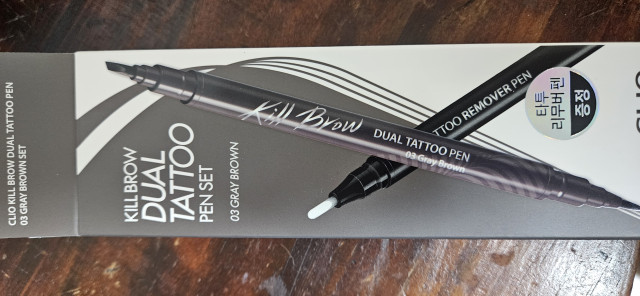 CLIO KILL BROW DUAL TATTOO PEN
03 GRAY BROWN SET
KILL BROW
DUAL
TATTOO
PEN SET
03 GRAY BROWN
Kill Brow
DUAL TATTOO PEN
03 Gray Brown
TTOO REMOVER PEN
타투
리무버 펜
증정